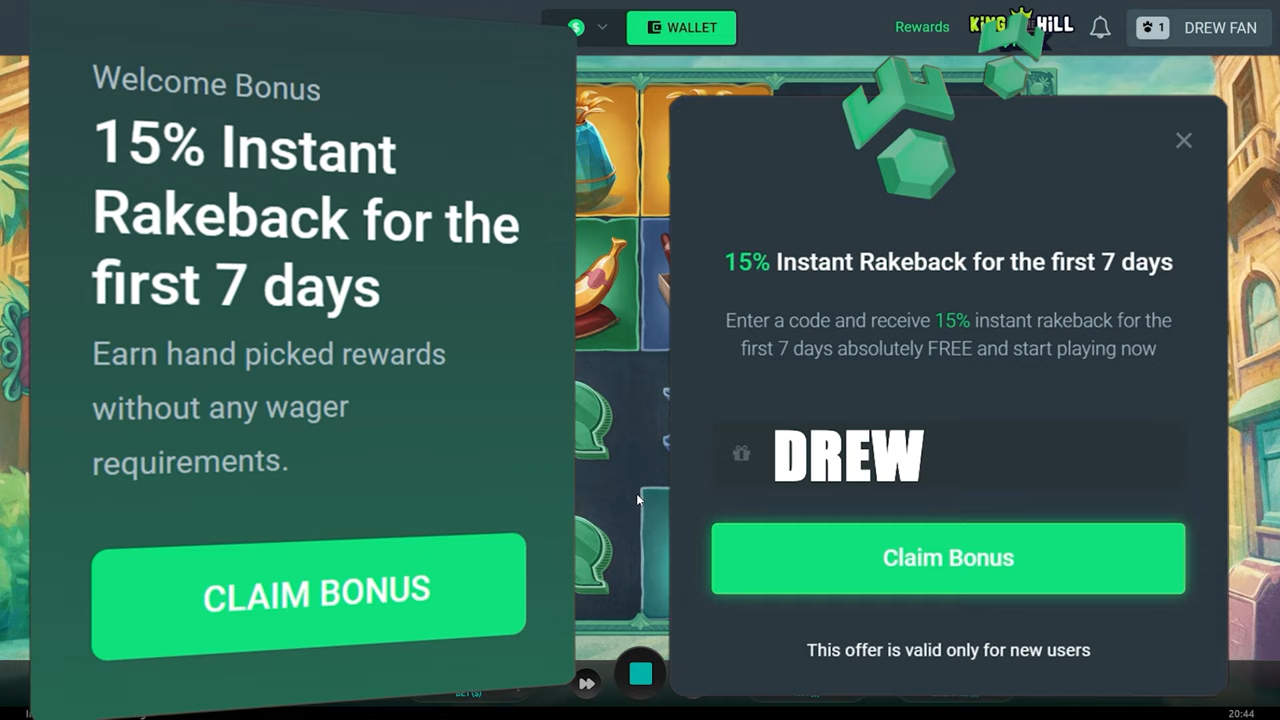 WALLET
Rewards
KING HILL
1
DREW FAN
Welcome Bonus
15% Instant
Rakeback for the
first 7 days
Earn hand picked rewards
without any wager
requirements.
CLAIM BONUS
15% Instant Rakeback for the first 7 days
Enter a code and receive 15% instant rakeback for the
first 7 days absolutely FREE and start playing now
DREW
Claim Bonus
This offer is valid only for new users
20:44